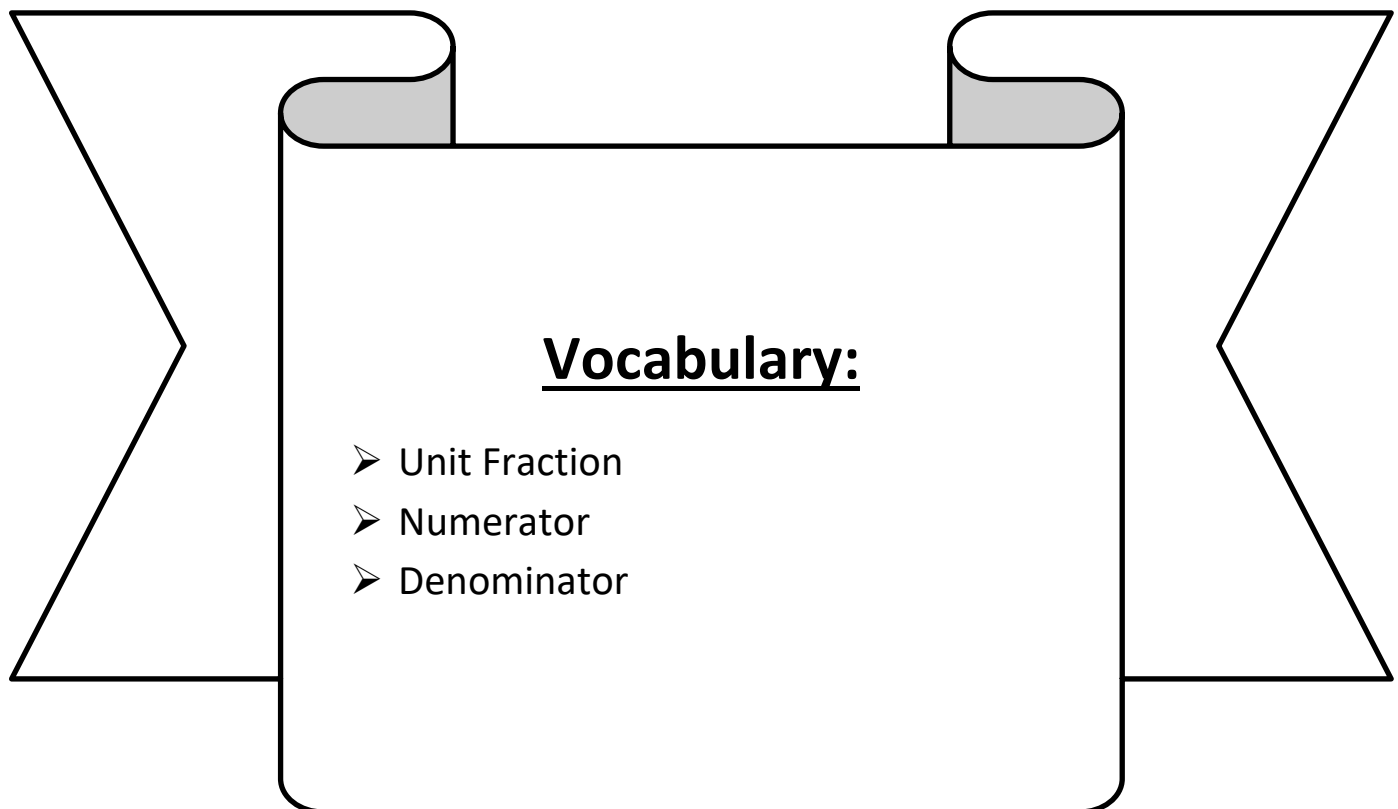 Vocabulary:
➢ Unit Fraction
➢ Numerator
➢ Denominator